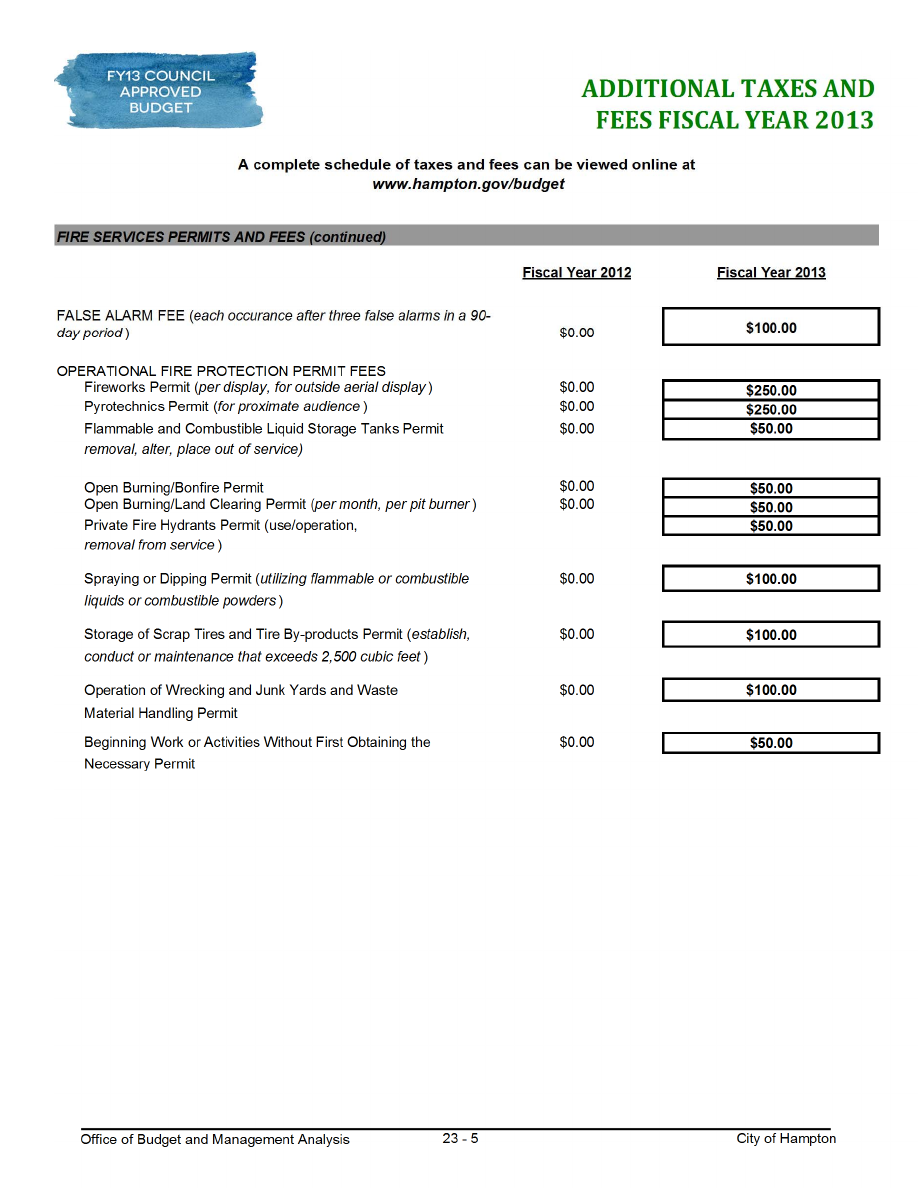 FY13 COUNCIL
APPROVED
BUDGET
ADDITIONAL TAXES AND
FEES FISCAL YEAR 2013
A complete schedule of taxes and fees can be viewed online at
www.hampton.gov/budget
FIRE SERVICES PERMITS AND FEES (continued)
Fiscal Year 2012 Fiscal Year 2013
FALSE ALARM FEE (each occurance after three false alarms in a 90-
day period ) $0.00 $100.00
OPERATIONAL FIRE PROTECTION PERMIT FEES
Fireworks Permit (per display, for outside aerial display ) $0.00 $250.00
Pyrotechnics Permit (for proximate audience ) $0.00 $250.00
Flammable and Combustible Liquid Storage Tanks Permit $0.00 $50.00
removal, alter, place out of service)
Open Burning/Bonfire Permit $0.00 $50.00
Open Burning/Land Clearing Permit (per month, per pit burner ) $0.00 $50.00
Private Fire Hydrants Permit (use/operation, $50.00
removal from service )
Spraying or Dipping Permit (utilizing flammable or combustible $0.00 $100.00
liquids or combustible powders )
Storage of Scrap Tires and Tire By-products Permit (establish, $0.00 $100.00
conduct or maintenance that exceeds 2,500 cubic feet )
Operation of Wrecking and Junk Yards and Waste $0.00 $100.00
Material Handling Permit
Beginning Work or Activities Without First Obtaining the $0.00 $50.00
Necessary Permit
Office of Budget and Management Analysis 23 - 5 City of Hampton